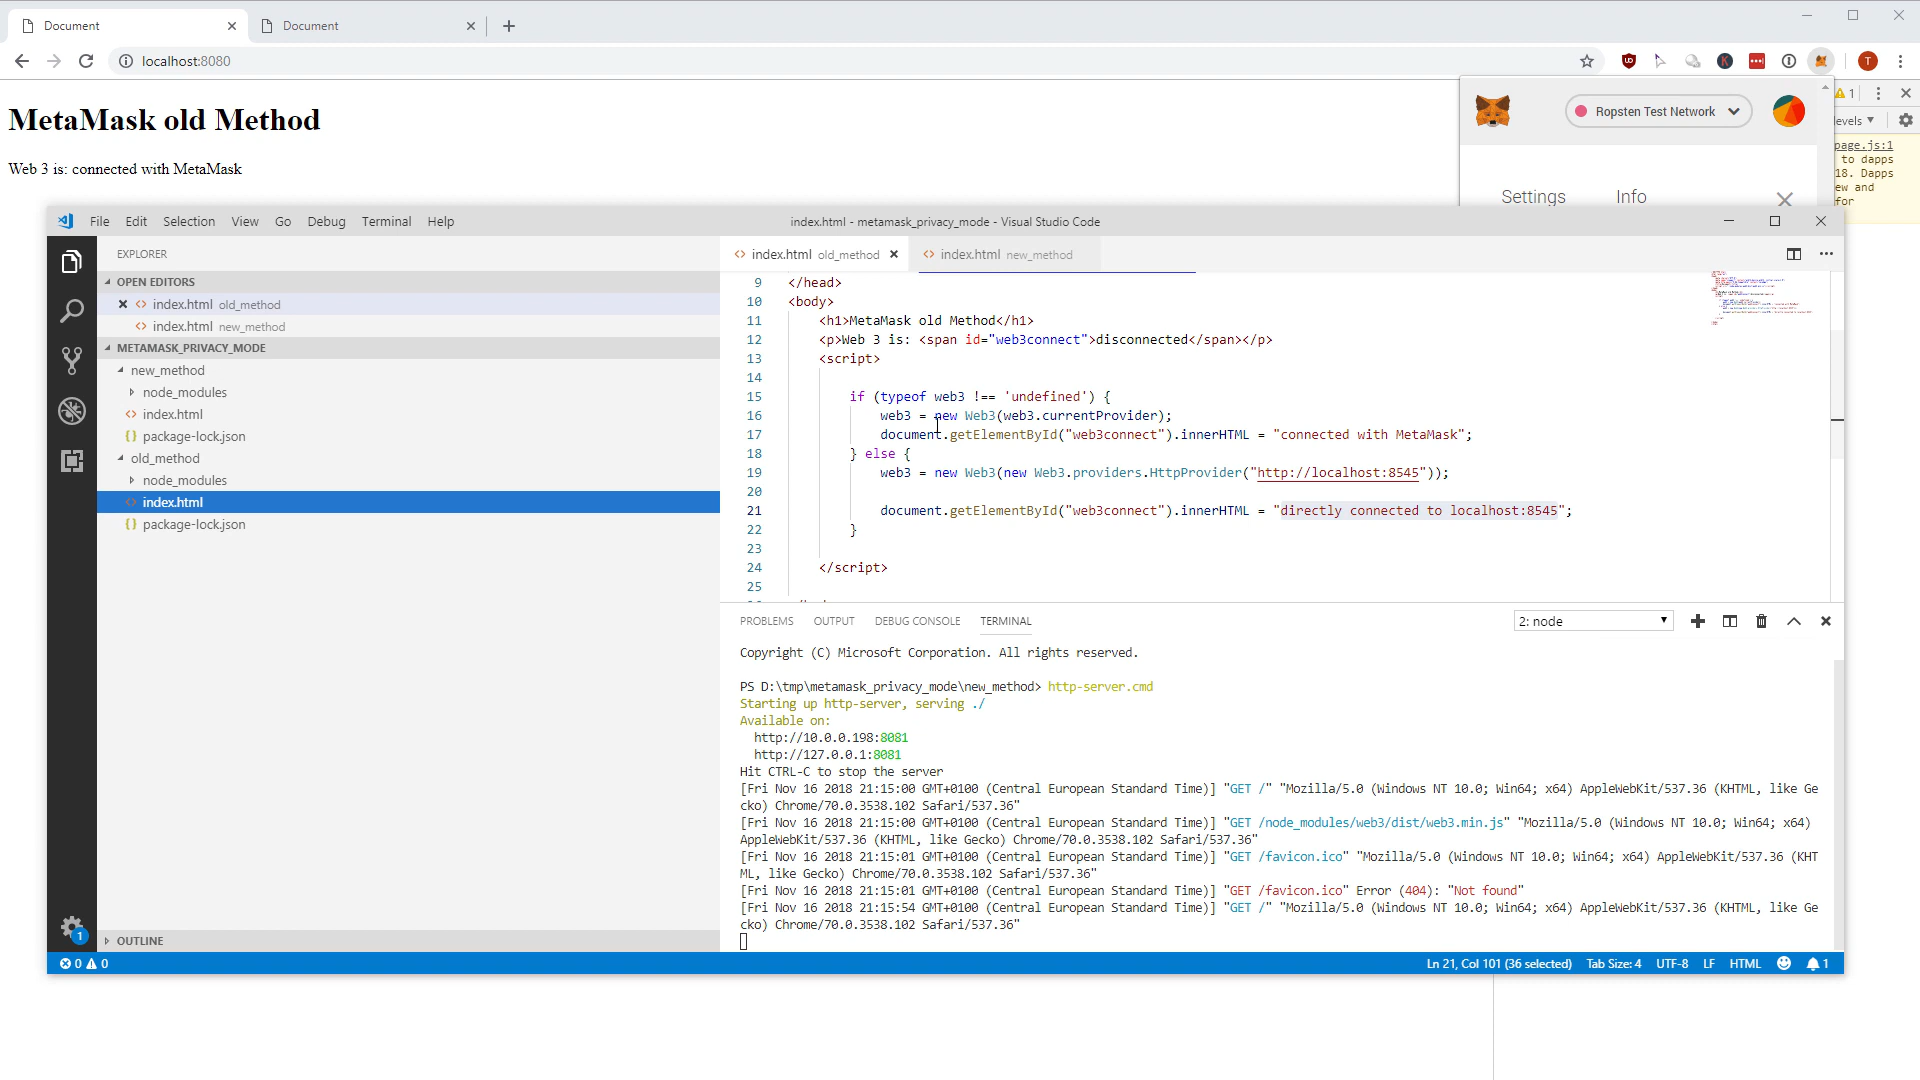 Document
Document
localhost:8080
T
MetaMask old Method
Web 3 is: connected with MetaMask
Ropsten Test Network
Settings
Info
1
evels
page.js:1
to dapps
18. Dapps
ew and
for
File Edit Selection View Go Debug Terminal Help
index.html - metamask_privacy_mode - Visual Studio Code
EXPLORER
OPEN EDITORS
index.html old_method
index.html new_method
METAMASK_PRIVACY_MODE
new_method
node_modules
index.html
package-lock.json
old_method
node_modules
index.html
package-lock.json
OUTLINE
index.html old_method
index.html new_method
9 </head>
10 <body>
11 <h1>MetaMask old Method</h1>
12 <p>Web 3 is: <span id="web3connect">disconnected</span></p>
13 <script>
14
15 if (typeof web3 !== 'undefined') {
16 web3 = new Web3(web3.currentProvider);
17 document.getElementById("web3connect").innerHTML = "connected with MetaMask";
18 } else {
19 web3 = new Web3(new Web3.providers.HttpProvider("http://localhost:8545"));
20
21 document.getElementById("web3connect").innerHTML = "directly connected to localhost:8545";
22 }
23
24 </script>
25
PROBLEMS OUTPUT DEBUG CONSOLE TERMINAL
2: node
Copyright (C) Microsoft Corporation. All rights reserved.
PS D:\tmp\metamask_privacy_mode\new_method> http-server.cmd
Starting up http-server, serving ./
Available on:
http://10.0.0.198:8081
http://127.0.0.1:8081
Hit CTRL-C to stop the server
[Fri Nov 16 2018 21:15:00 GMT+0100 (Central European Standard Time)] "GET /" "Mozilla/5.0 (Windows NT 10.0; Win64; x64) AppleWebKit/537.36 (KHTML, like Ge
cko) Chrome/70.0.3538.102 Safari/537.36"
[Fri Nov 16 2018 21:15:00 GMT+0100 (Central European Standard Time)] "GET /node_modules/web3/dist/web3.min.js" "Mozilla/5.0 (Windows NT 10.0; Win64; x64)
AppleWebKit/537.36 (KHTML, like Gecko) Chrome/70.0.3538.102 Safari/537.36"
[Fri Nov 16 2018 21:15:01 GMT+0100 (Central European Standard Time)] "GET /favicon.ico" "Mozilla/5.0 (Windows NT 10.0; Win64; x64) AppleWebKit/537.36 (KHT
ML, like Gecko) Chrome/70.0.3538.102 Safari/537.36"
[Fri Nov 16 2018 21:15:01 GMT+0100 (Central European Standard Time)] "GET /favicon.ico" Error (404): "Not found"
[Fri Nov 16 2018 21:15:54 GMT+0100 (Central European Standard Time)] "GET /" "Mozilla/5.0 (Windows NT 10.0; Win64; x64) AppleWebKit/537.36 (KHTML, like Ge
cko) Chrome/70.0.3538.102 Safari/537.36"
1
0 0
Ln 21, Col 101 (36 selected) Tab Size: 4 UTF-8 LF HTML 1